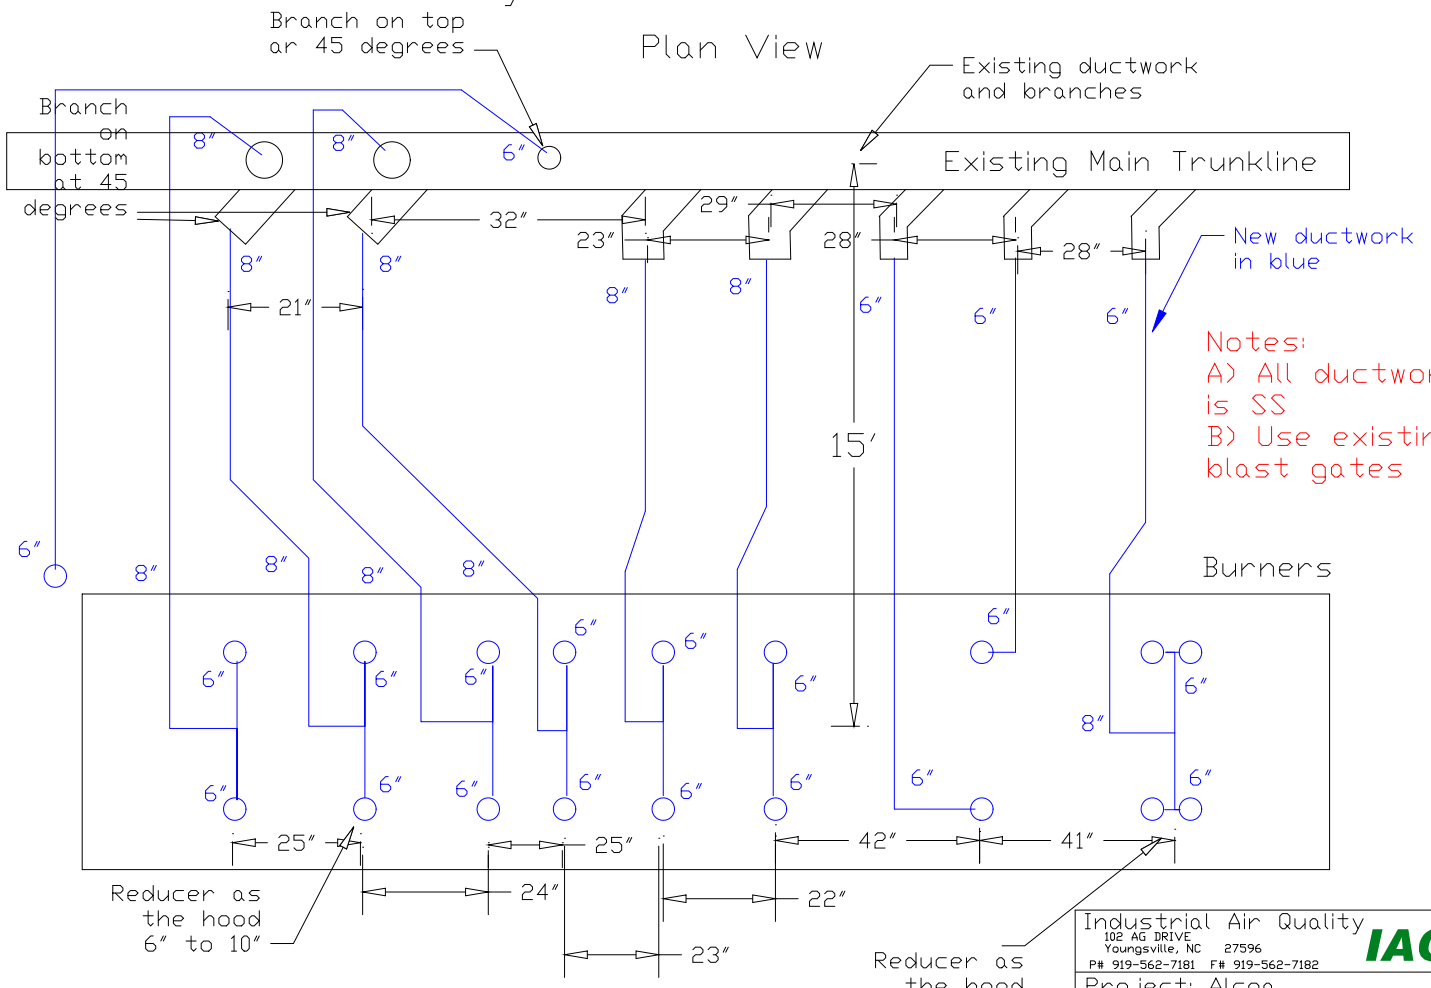 Branch on top
ar 45 degrees
Plan View
Existing ductwork
and branches
Branch
on
bottom
at 45
degrees
8"
8"
6"
Existing Main Trunkline
32"
29"
23"
28"
28"
New ductwork
in blue
8"
8"
8"
8"
6"
6"
6"
21"
Notes:
A) All ductwor
is SS
B) Use existin
blast gates
15'
6"
8"
8"
8"
8"
Burners
6"
6"
6"
6"
6"
6"
6"
6"
6"
8"
6"
6"
6"
6"
6"
6"
6"
6"
25"
25"
42"
41"
Reducer as
the hood
6" to 10"
24"
22"
23"
Reducer as
the hood
Industrial Air Quality
102 AG DRIVE
Youngsville, NC 27596
P# 919-562-7181 F# 919-562-7182
IAQ
Project: Alcoa